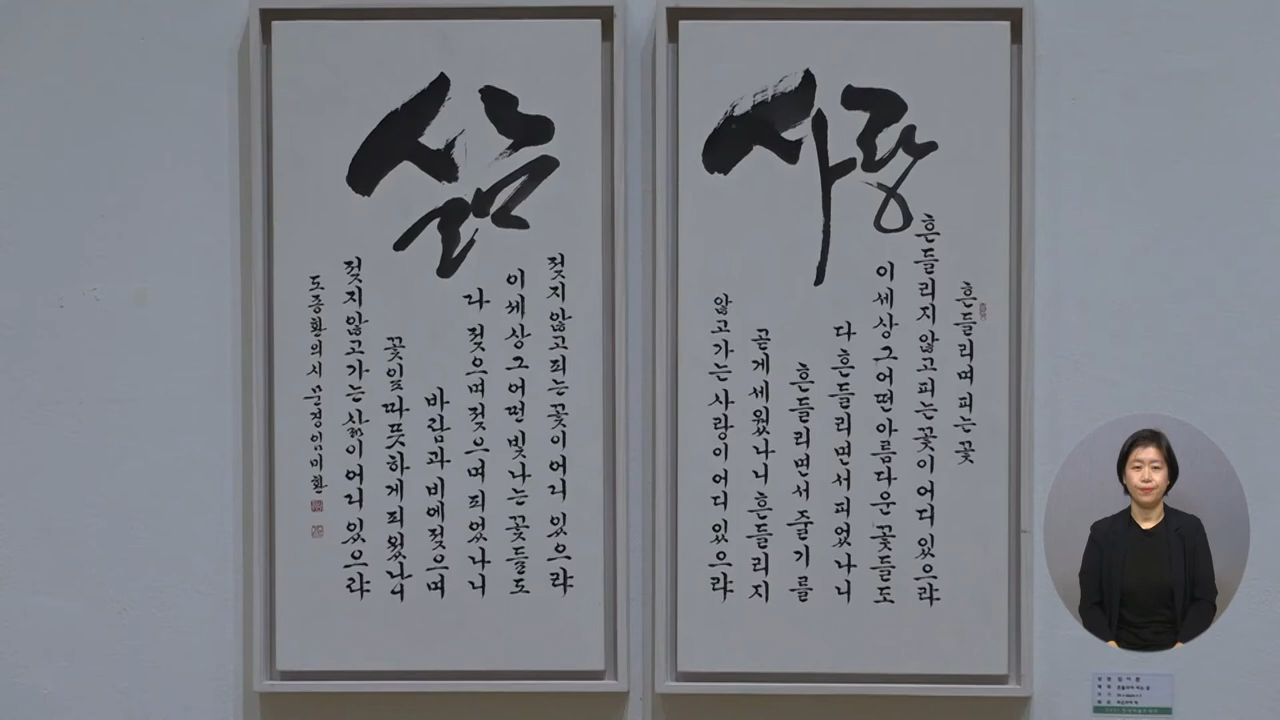 사랑
흔들리며 피는 꽃
흔들리지 않고 피는 꽃이 어디 있으랴
이 세상 그 어떤 아름다운 꽃들도
다 흔들리면서 피었나니
흔들리면서 줄기를
곧게 세웠나니 흔들리지
않고 가는 사랑이 어디 있으랴
삶
젖지 않고 피는 꽃이 어디 있으랴
이 세상 그 어떤 빛나는 꽃들도
다 젖으며 젖으며 피었나니
바람과 비에 젖으며
꽃잎 따뜻하게 피웠나니
젖지 않고 가는 삶이 어디 있으랴
도종환의 시 문경 임미환